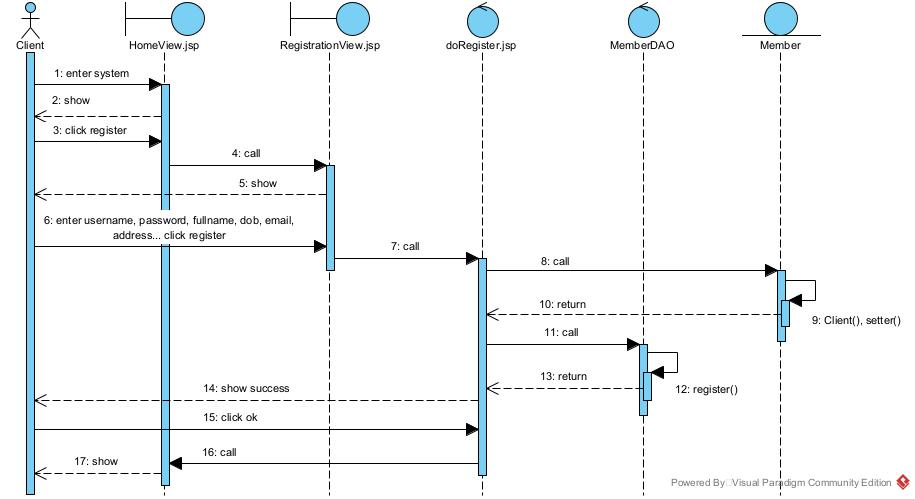 Client
HomeView.jsp
RegistrationView.jsp
doRegister.jsp
MemberDAO
Member
1: enter system
2: show
3: click register
4: call
5: show
6: enter username, password, fullname, dob, email,
address... click register
7: call
8: call
9: Client(), setter()
10: return
11: call
12: register()
13: return
14: show success
15: click ok
16: call
17: show
Powered By Visual Paradigm Community Edition